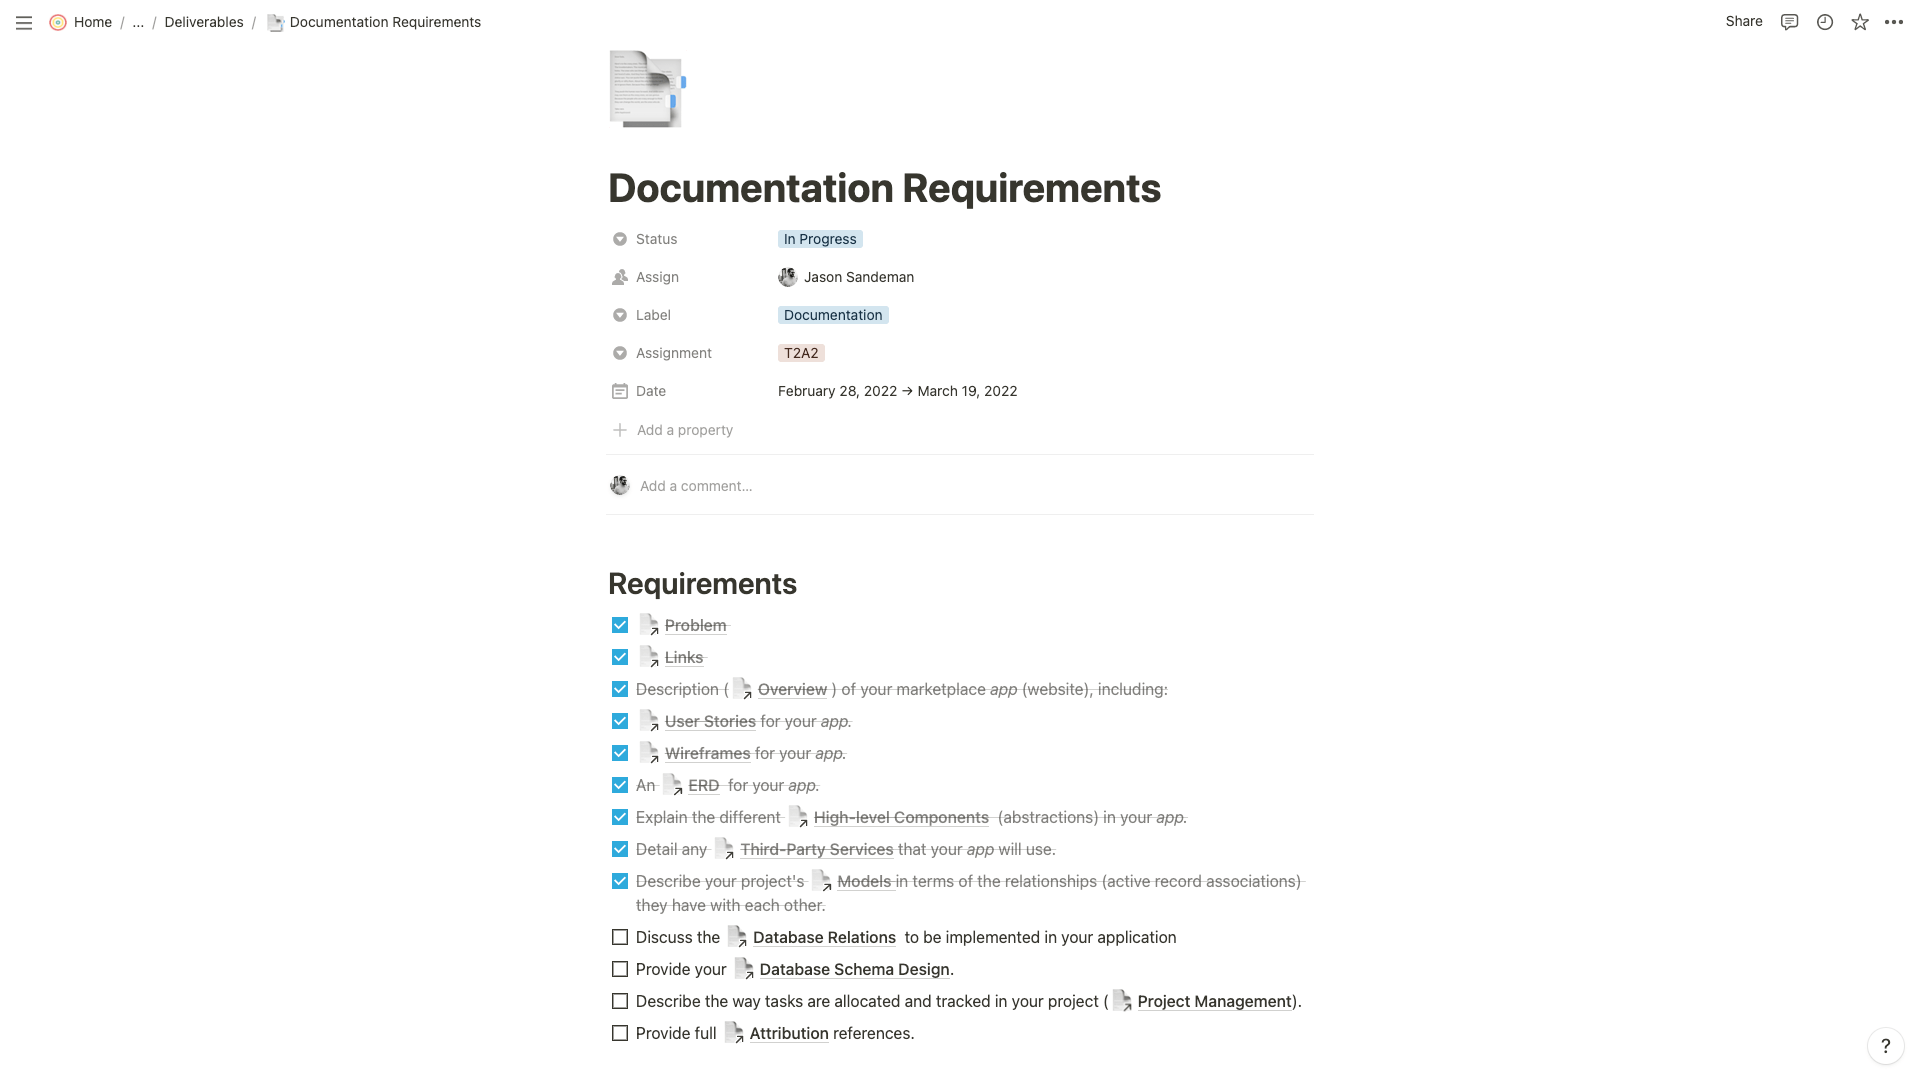 Home / ... / Deliverables / Documentation Requirements
Share
Documentation Requirements
Status In Progress
Assign Jason Sandeman
Label Documentation
Assignment T2A2
Date February 28, 2022 → March 19, 2022
Add a property
Add a comment...
Requirements
Problem
Links
Description ( Overview ) of your marketplace app (website), including:
User Stories for your app.
Wireframes for your app.
An ERD for your app.
Explain the different High-level Components (abstractions) in your app.
Detail any Third-Party Services that your app will use.
Describe your project's Models in terms of the relationships (active record associations)
they have with each other.
Discuss the Database Relations to be implemented in your application
Provide your Database Schema Design.
Describe the way tasks are allocated and tracked in your project ( Project Management).
Provide full Attribution references.
?